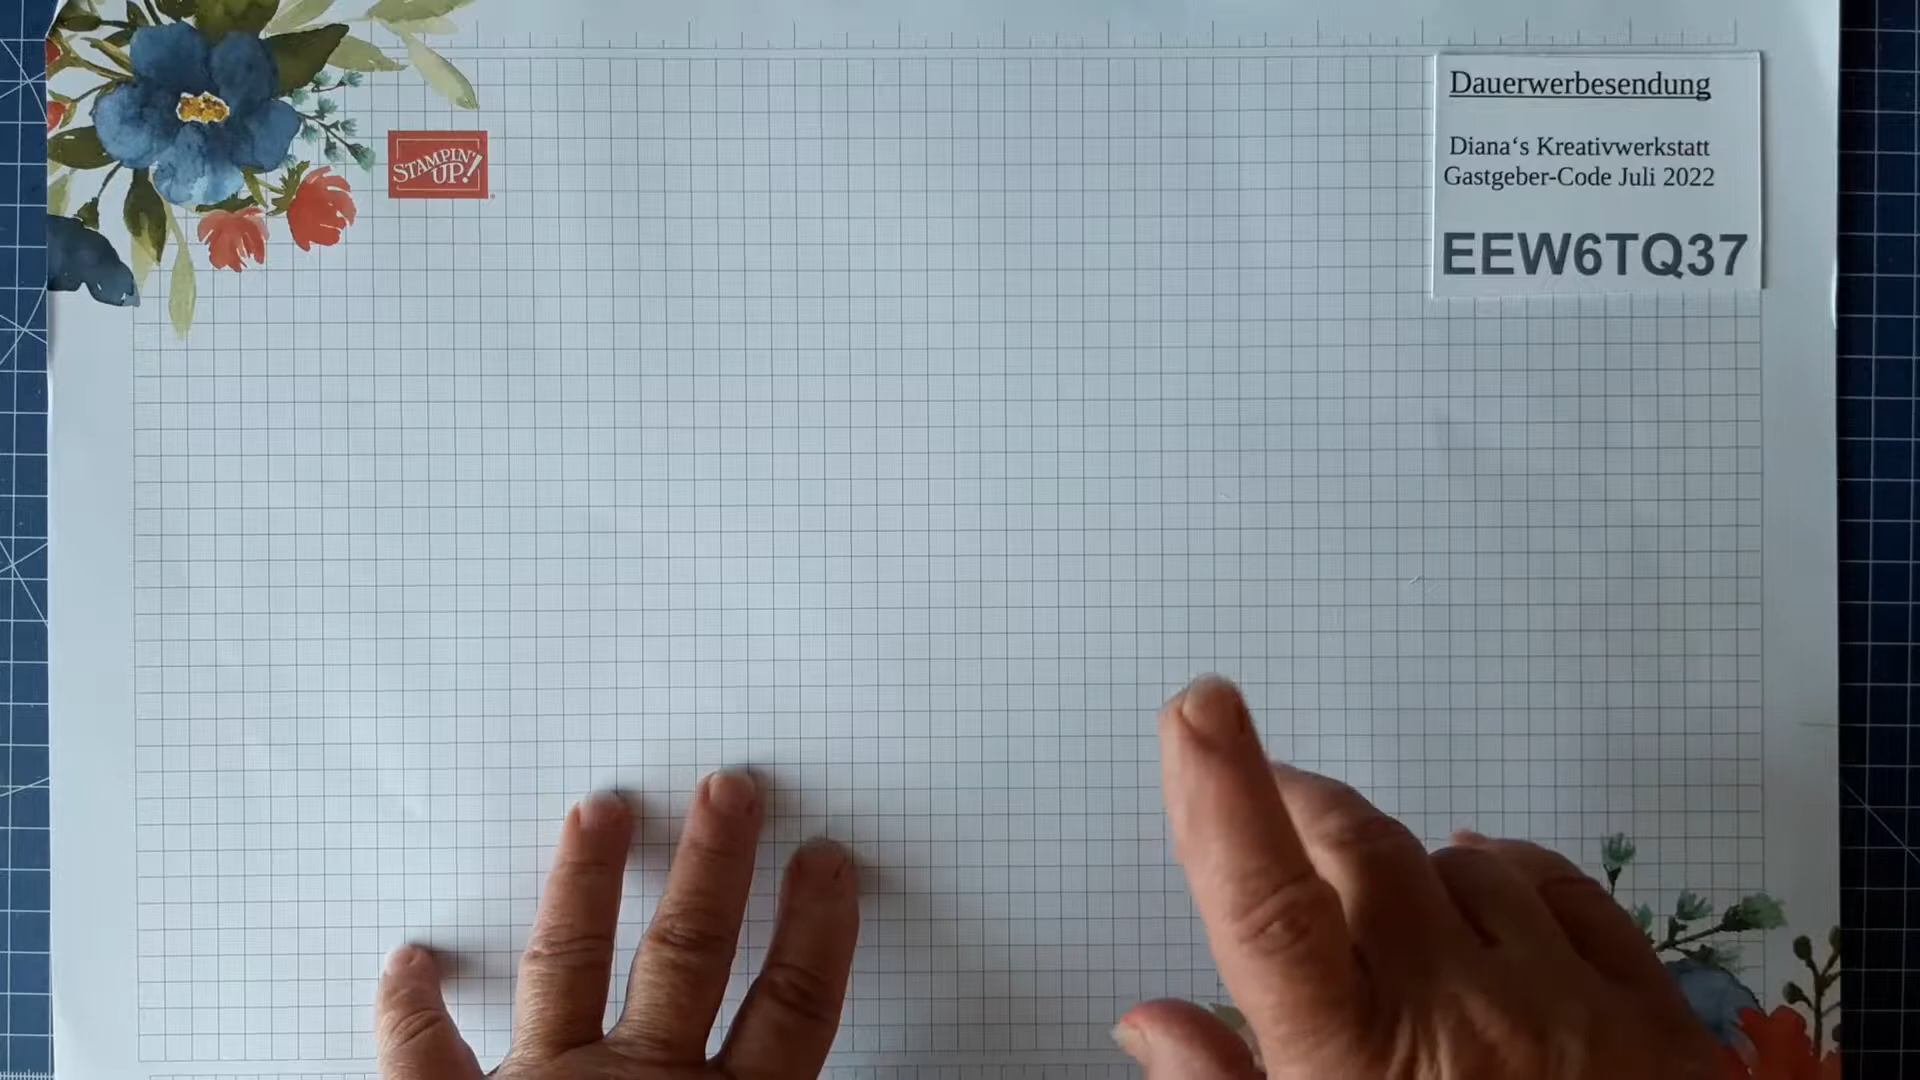 STAMPIN'
UP!
Dauerwerbesendung
Diana‘s Kreativwerkstatt
Gastgeber-Code Juli 2022
EEW6TQ37